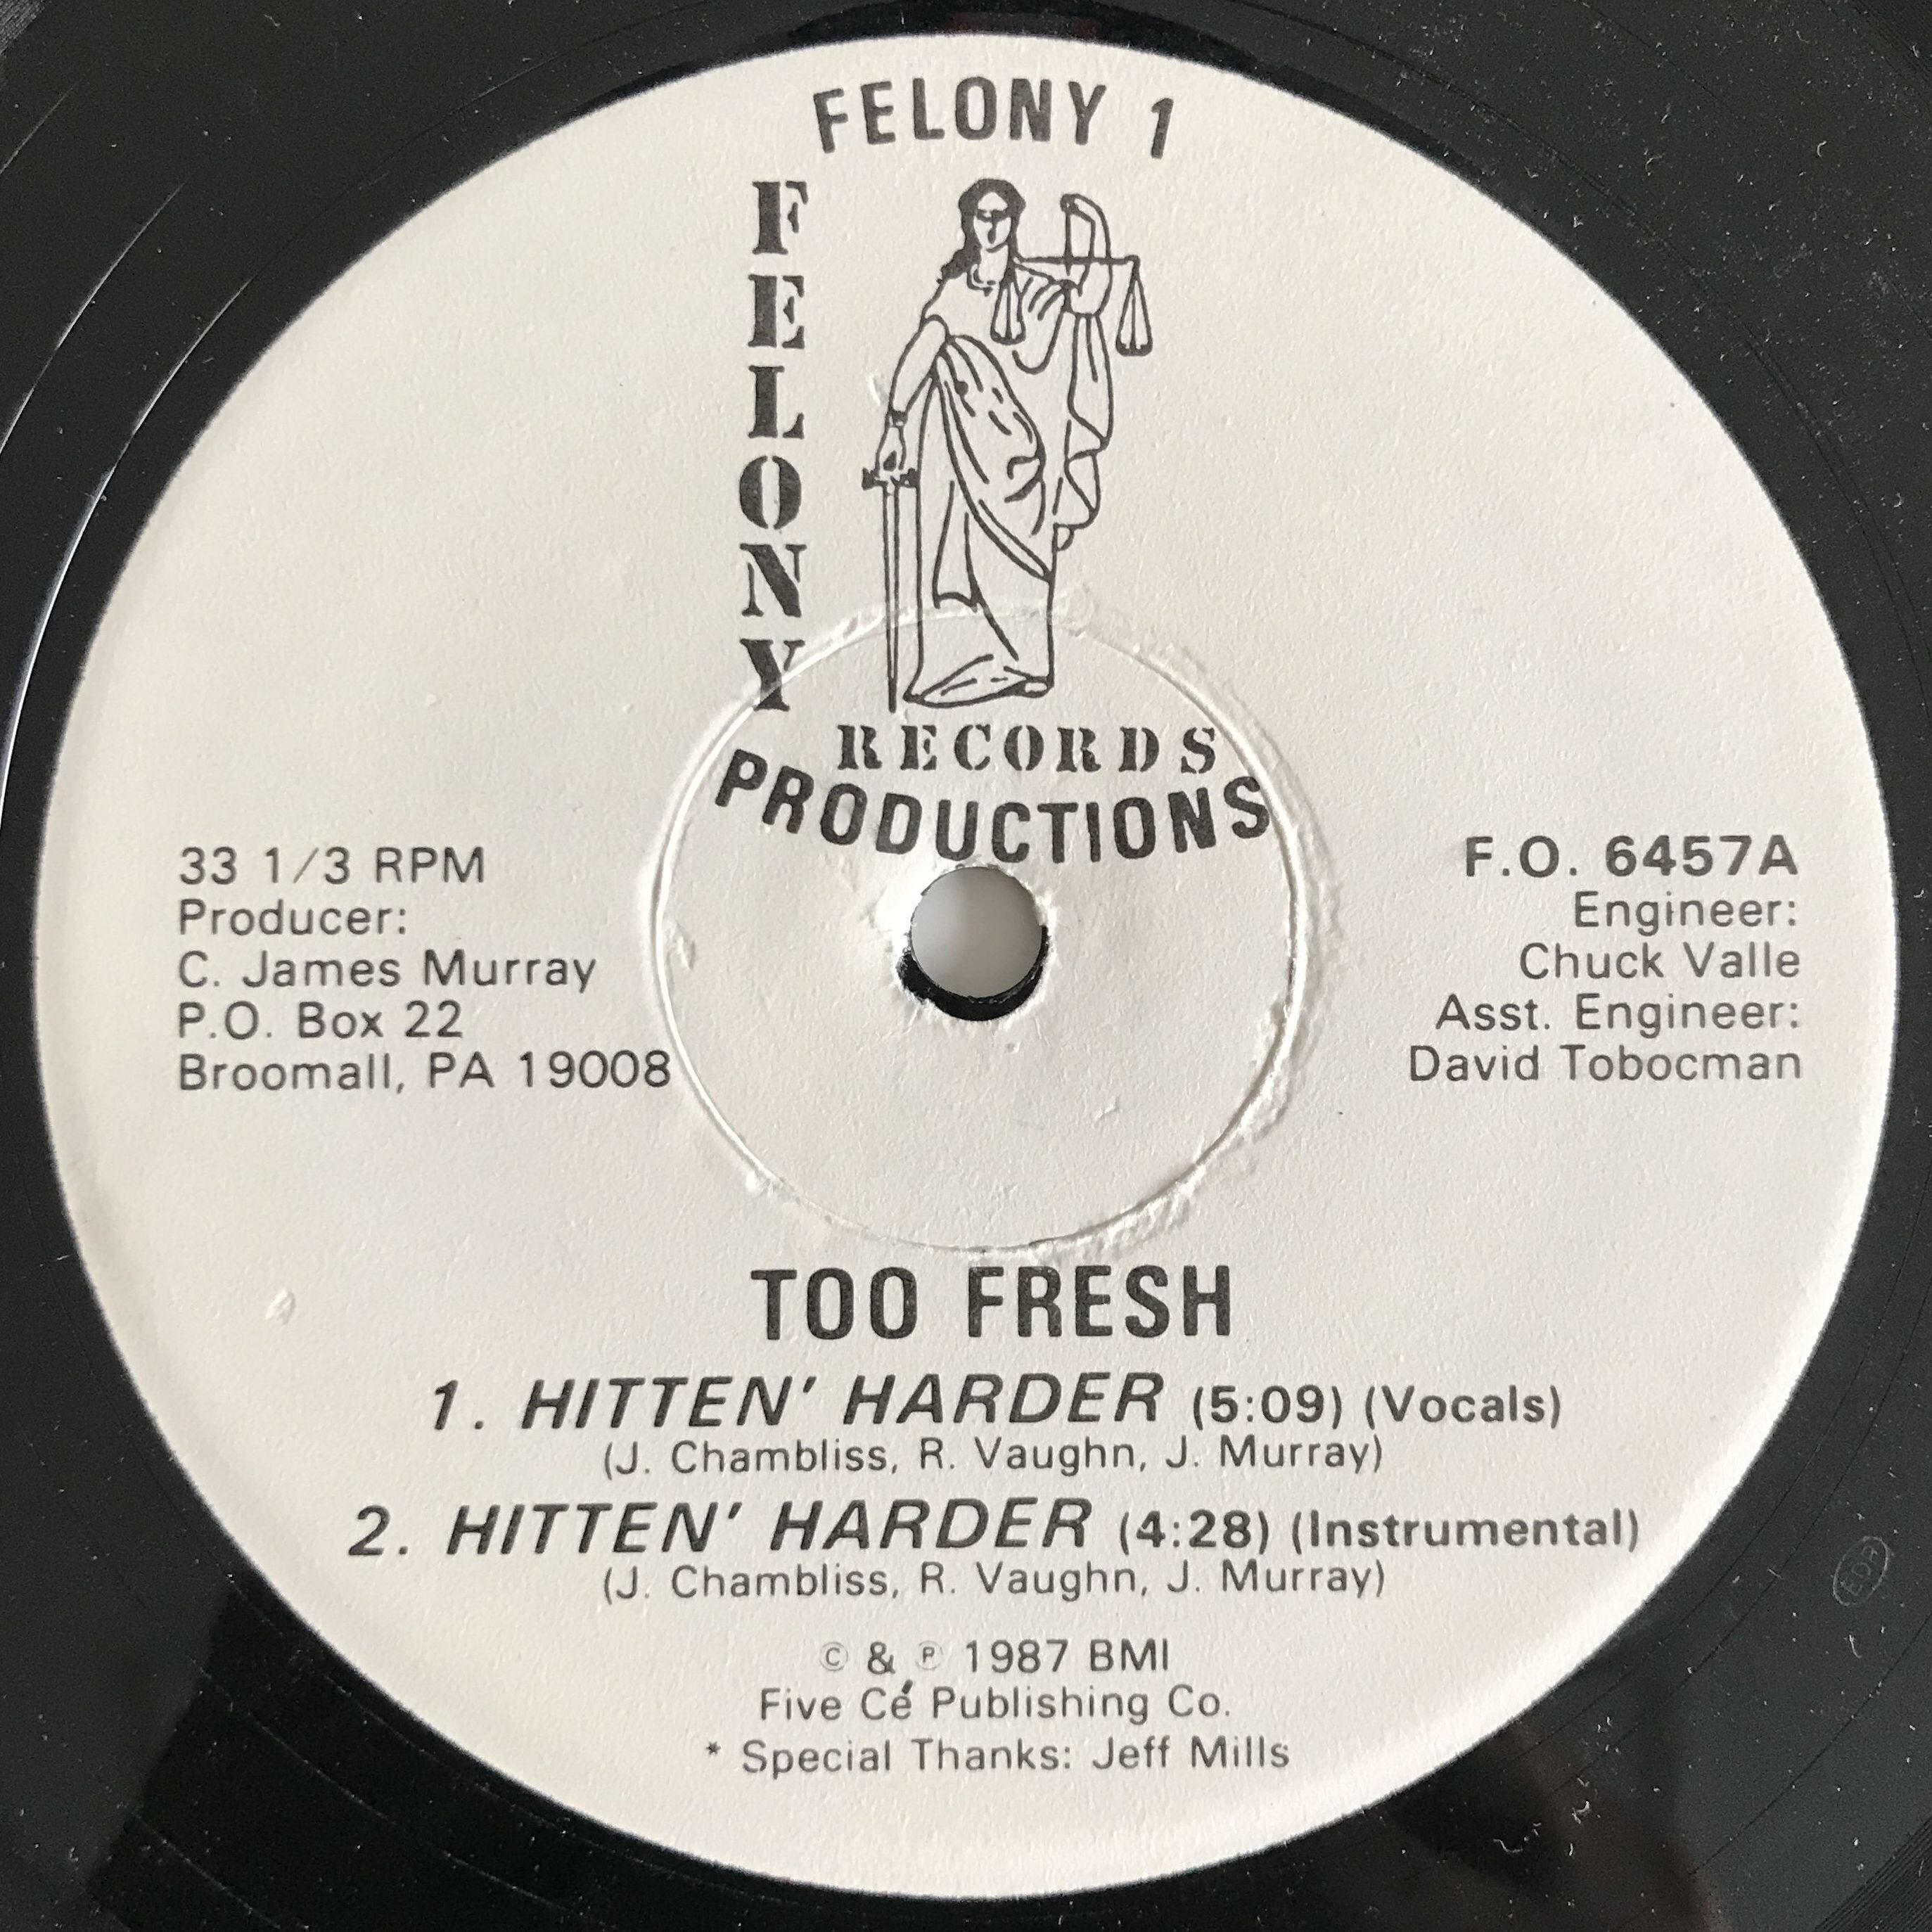 FELONY 1
FELONY
RECORDS
PRODUCTIONS
33 1/3 RPM
Producer:
C. James Murray
P.O. Box 22
Broomall, PA 19008
F.O. 6457A
Engineer:
Chuck Valle
Asst. Engineer:
David Tobocman
TOO FRESH
1. HITTEN' HARDER (5:09) (Vocals)
(J. Chambliss, R. Vaughn, J. Murray)
2. HITTEN' HARDER (4:28) (Instrumental)
(J. Chambliss, R. Vaughn, J. Murray)
© & ℗ 1987 BMI
Five Cé Publishing Co.
* Special Thanks: Jeff Mills